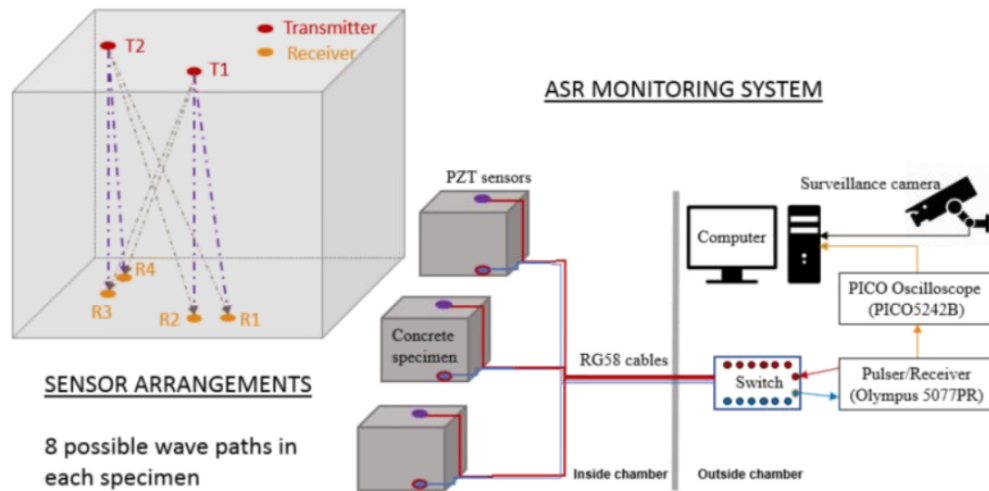 T2
Transmitter
Receiver
T1
R4
R3
R2
R1
SENSOR ARRANGEMENTS
8 possible wave paths in
each specimen
ASR MONITORING SYSTEM
PZT sensors
Concrete
specimen
RG58 cables
Inside chamber
Outside chamber
Surveillance camera
Computer
PICO Oscilloscope
(PICO5242B)
Switch
Pulser/Receiver
(Olympus 5077PR)